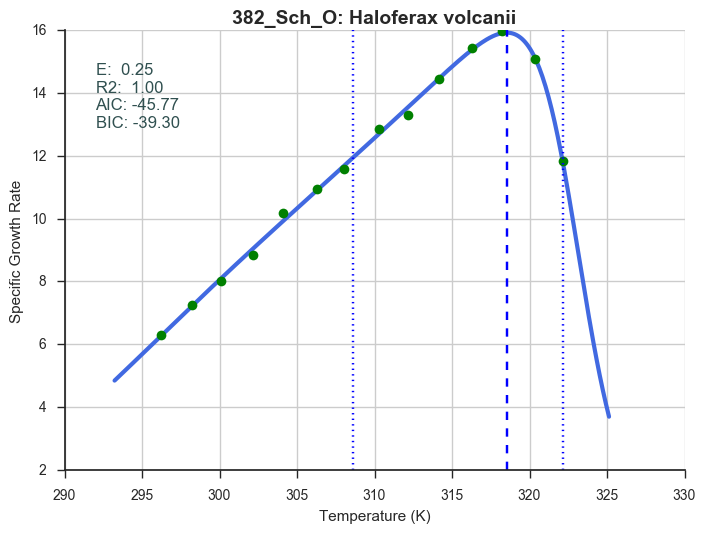 382_Sch_O: Haloferax volcanii
E:  0.25
R2:  1.00
AIC: -45.77
BIC: -39.30
Specific Growth Rate
16
14
12
10
8
6
4
2
290 295 300 305 310 315 320 325 330
Temperature (K)